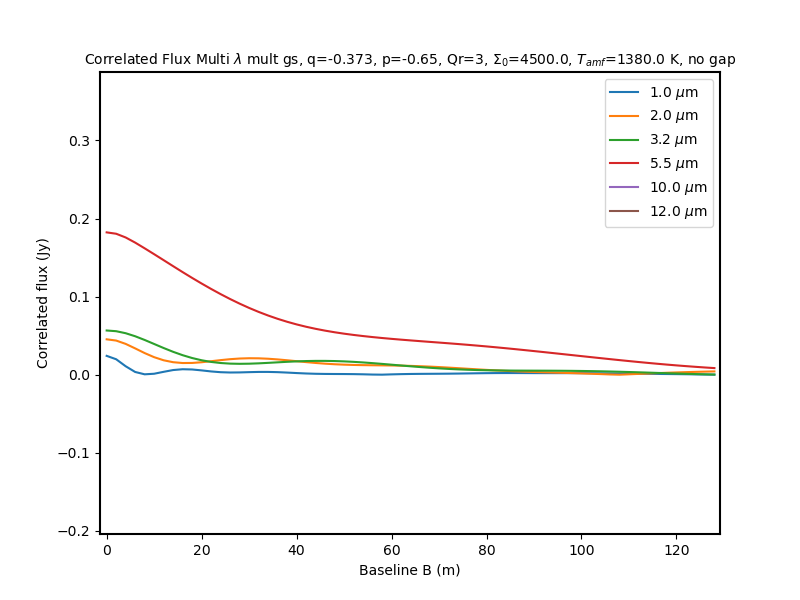 Correlated Flux Multi λ mult gs, q=-0.373, p=-0.65, Qr=3, Σ₀=4500.0, T_amf=1380.0 K, no gap
1.0 μm
2.0 μm
3.2 μm
5.5 μm
10.0 μm
12.0 μm
Correlated flux (Jy)
0.3
0.2
0.1
0.0
−0.1
−0.2
0 20 40 60 80 100 120
Baseline B (m)